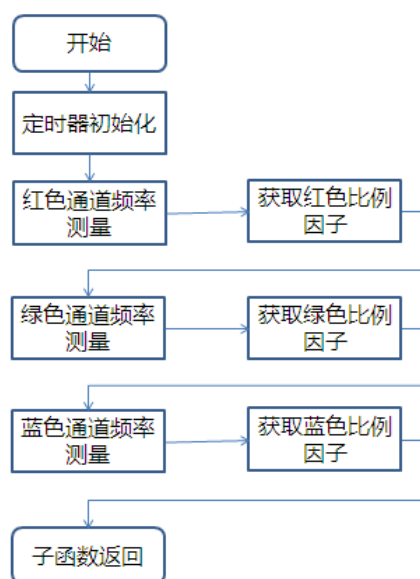 开始
定时器初始化
红色通道频率
测量
获取红色比例
因子
绿色通道频率
测量
获取绿色比例
因子
蓝色通道频率
测量
获取蓝色比例
因子
子函数返回